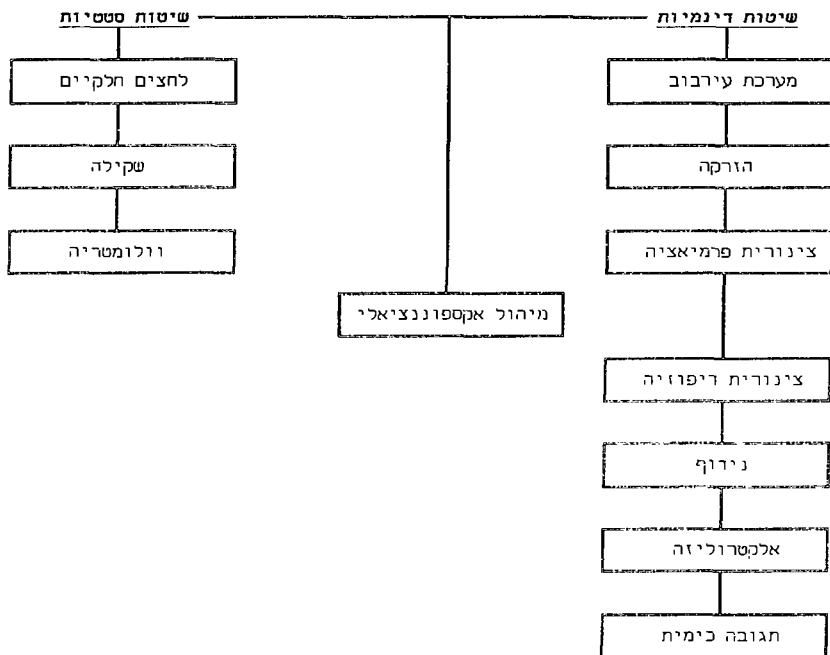 שיטות דינמיות
מערכת עירבוב
הזרקה
צינורית פרמיאציה
צינורית דיפוזיה
נידוף
אלקטרוליזה
תגובה כימית
מיהול אקספוננציאלי
שיטות סטטיות
לחצים חלקיים
שקילה
וולומטריה